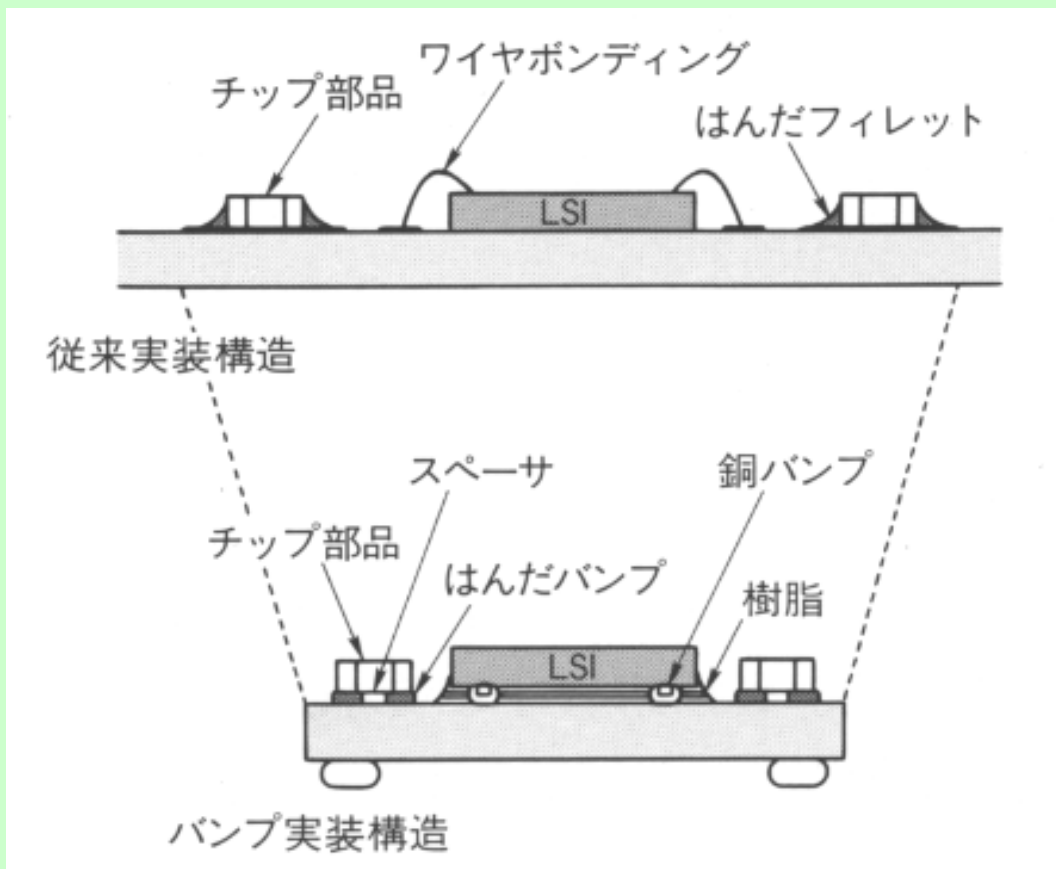 ワイヤボンディング
チップ部品
はんだフィレット
LSI
従来実装構造
スペーサ
銅バンプ
チップ部品
はんだバンプ
樹脂
LSI
バンプ実装構造